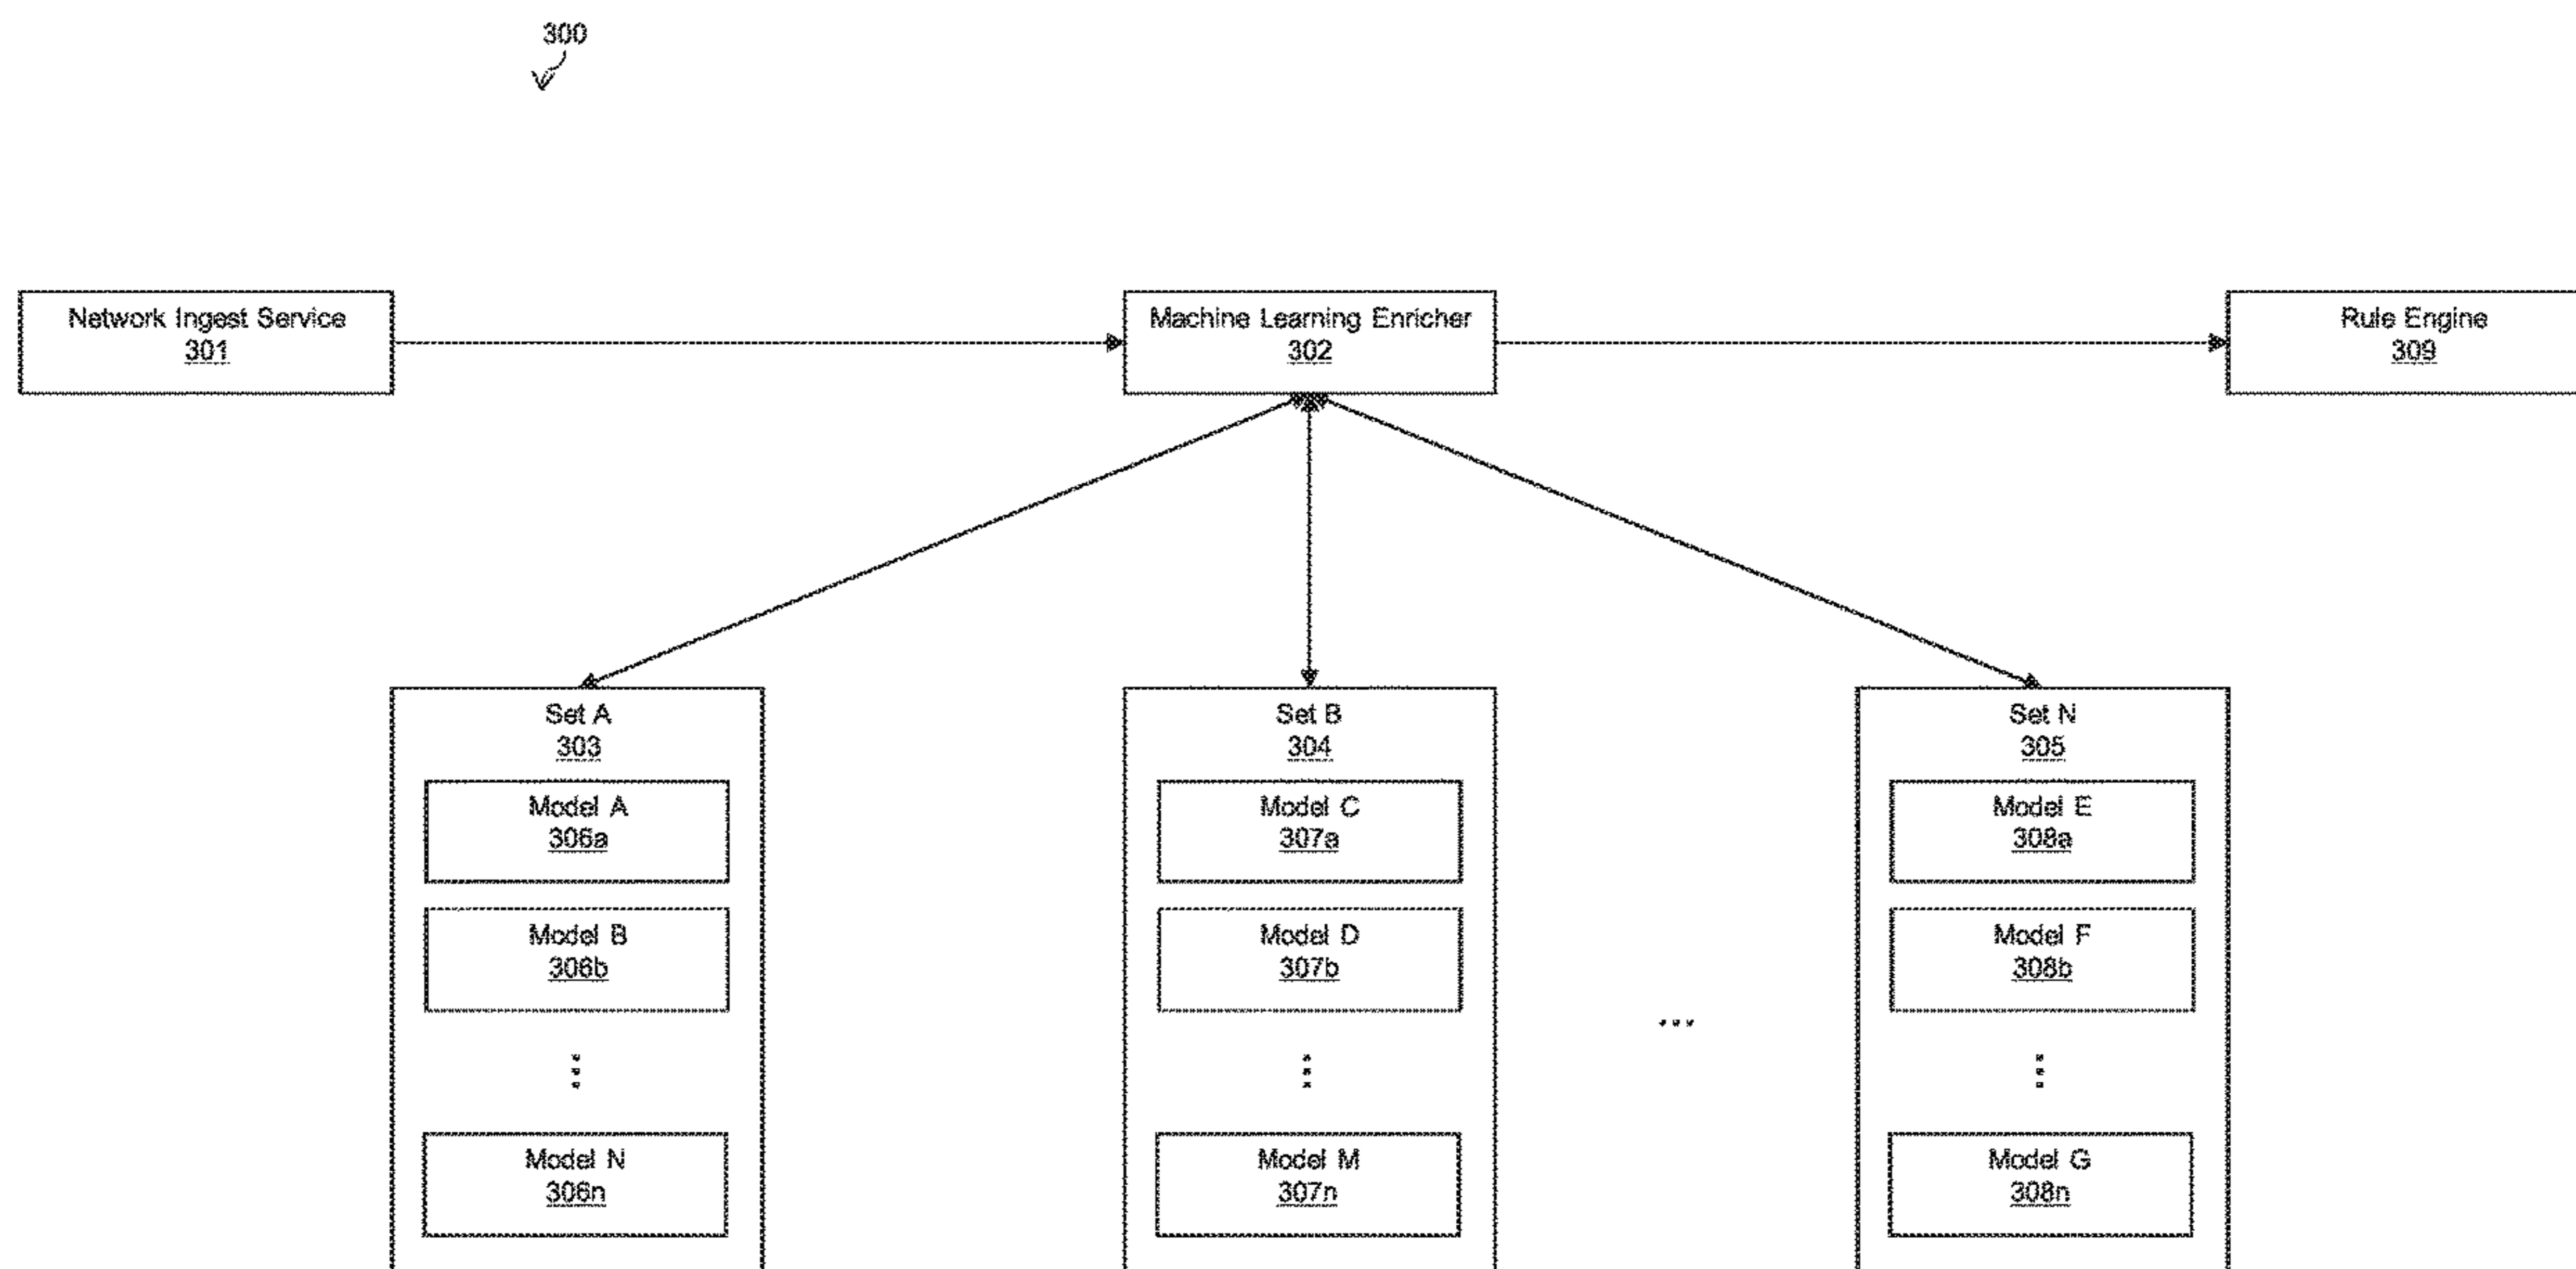 300
Network Ingest Service
301
Machine Learning Enricher
302
Rule Engine
309
Set A
303
Model A
306a
Model B
306b
⋮
Model N
306n
Set B
304
Model C
307a
Model D
307b
⋮
Model M
307n
...
Set N
305
Model E
308a
Model F
308b
⋮
Model G
308n